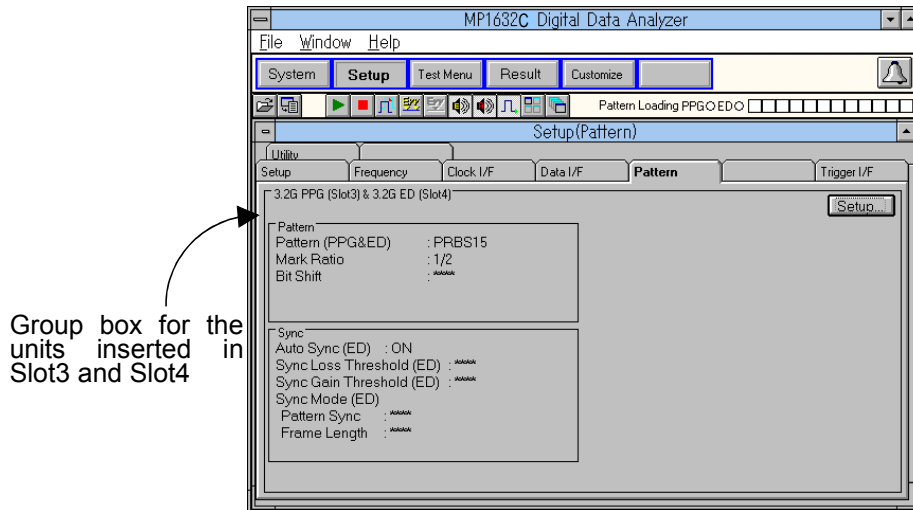 MP1632C Digital Data Analyzer
File Window Help
System Setup Test Menu Result Customize
Pattern Loading PPG O ED O
Setup(Pattern)
Utility
Setup Frequency Clock I/F Data I/F Pattern Trigger I/F
3.2G PPG (Slot3) & 3.2G ED (Slot4)
Setup...
Pattern
Pattern (PPG&ED) : PRBS15
Mark Ratio : 1/2
Bit Shift : ****
Group box for the
units inserted in
Slot3 and Slot4
Sync
Auto Sync (ED) : ON
Sync Loss Threshold (ED) : ****
Sync Gain Threshold (ED) : ****
Sync Mode (ED)
Pattern Sync : ****
Frame Length : ****